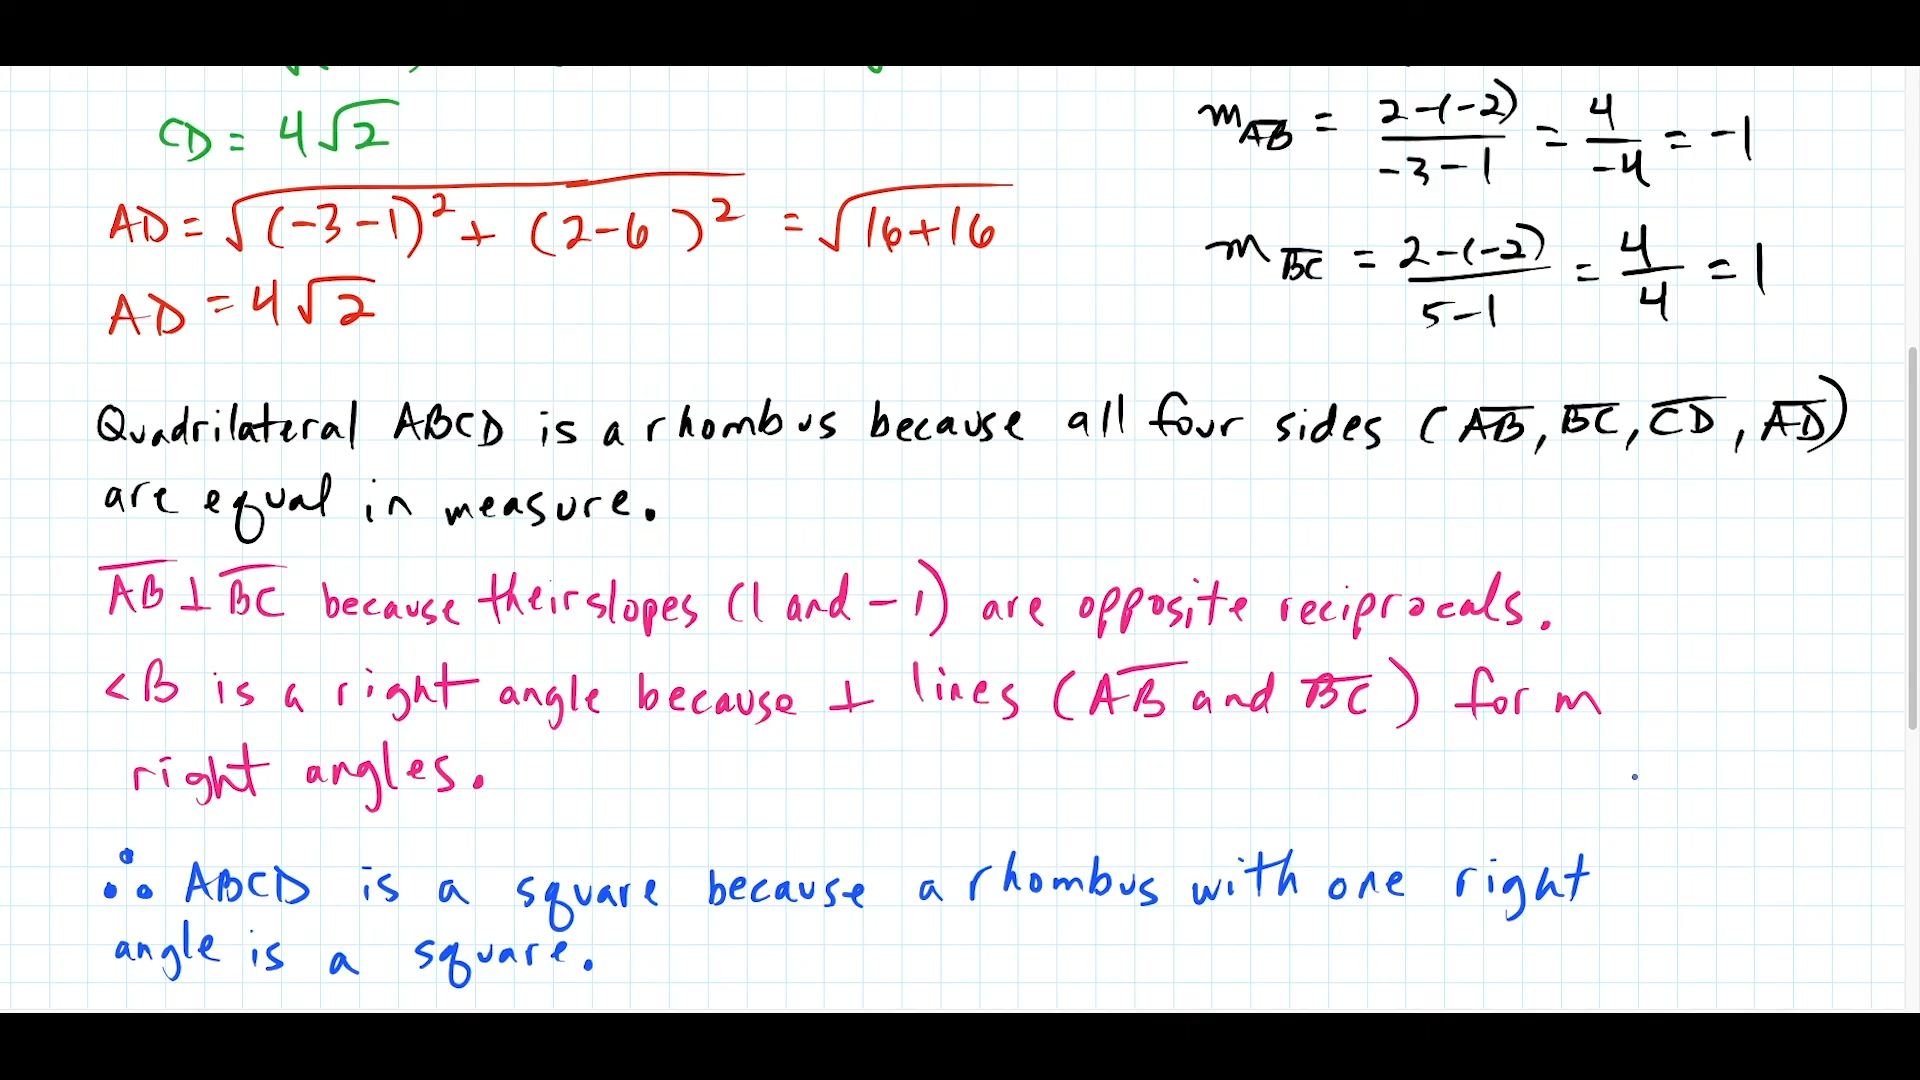 CD = 4√2
AD = √((-3-1)² + (2-6)²) = √(16+16)
AD = 4√2
m_AB = (2-(-2))/(-3-1) = 4/-4 = -1
m_BC = (2-(-2))/(5-1) = 4/4 = 1
Quadrilateral ABCD is a rhombus because all four sides (AB, BC, CD, AD)
are equal in measure.
AB ⊥ BC because their slopes (1 and -1) are opposite reciprocals.
<B is a right angle because ⊥ lines (AB and BC) form
right angles.
∴ ABCD is a square because a rhombus with one right
angle is a square.